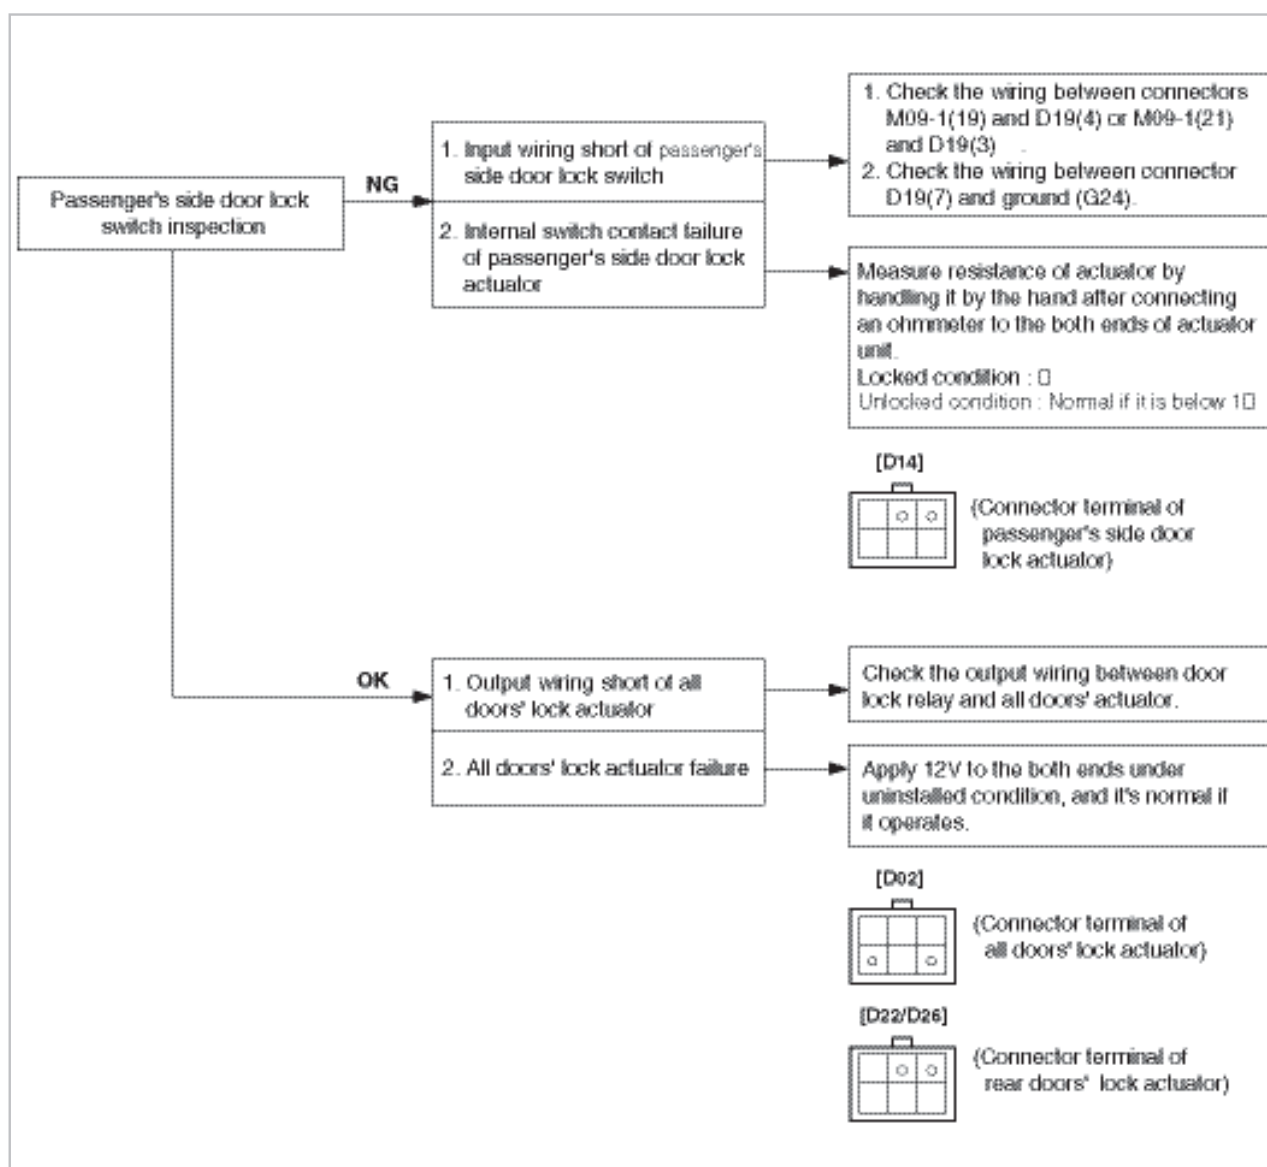 Passenger's side door lock
switch inspection
NG
1. Input wiring short of passenger's
side door lock switch
2. Internal switch contact failure
of passenger's side door lock
actuator
1. Check the wiring between connectors
M09-1(19) and D19(4) or M09-1(21)
and D19(3) .
2. Check the wiring between connector
D19(7) and ground (G24).
Measure resistance of actuator by
handling it by the hand after connecting
an ohmmeter to the both ends of actuator
unit.
Locked condition : □
Unlocked condition : Normal if it is below 1□
[D14]
(Connector terminal of
passenger's side door
lock actuator)
OK
1. Output wiring short of all
doors' lock actuator
2. All doors' lock actuator failure
Check the output wiring between door
lock relay and all doors' actuator.
Apply 12V to the both ends under
uninstalled condition, and it's normal if
it operates.
[D02]
(Connector terminal of
all doors' lock actuator)
[D22/D26]
(Connector terminal of
rear doors' lock actuator)